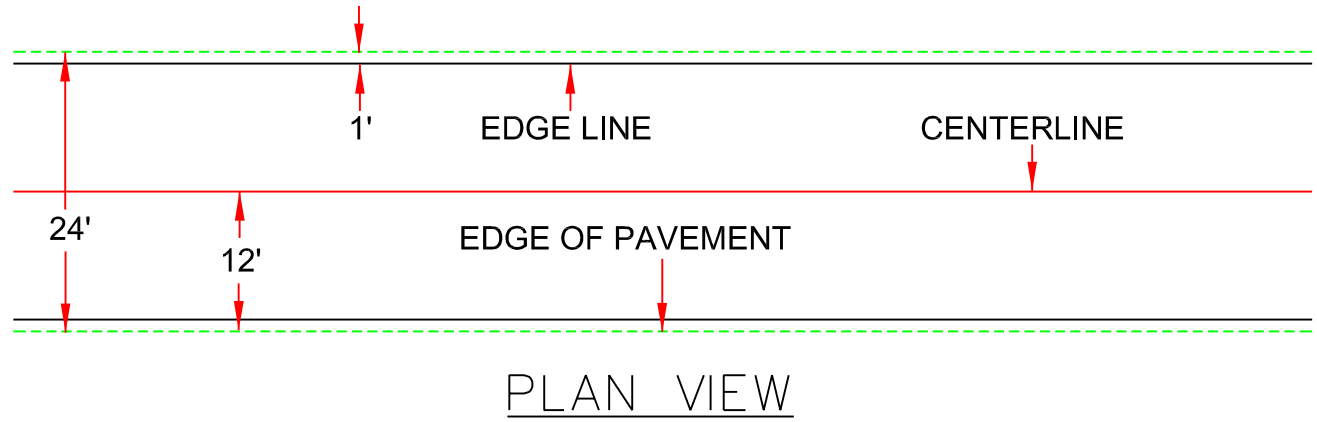 1'
EDGE LINE
CENTERLINE
24'
12'
EDGE OF PAVEMENT
PLAN VIEW